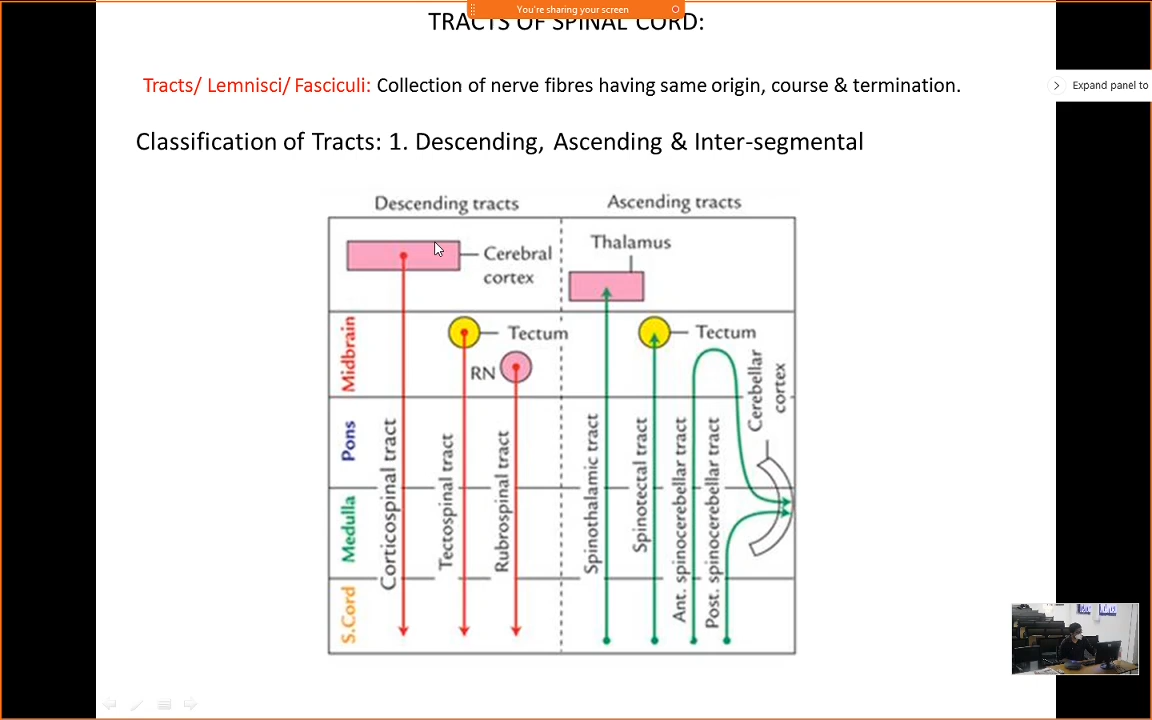 You're sharing your screen
TRACTS OF SPINAL CORD:
Tracts/ Lemnisci/ Fasciculi: Collection of nerve fibres having same origin, course & termination.
Expand panel to
Classification of Tracts: 1. Descending, Ascending & Inter-segmental
Descending tracts
Ascending tracts
Cerebral
cortex
Thalamus
Midbrain
Tectum
RN
Tectum
Cerebellar
cortex
Pons
Medulla
S.Cord
Corticospinal tract
Tectospinal tract
Rubrospinal tract
Spinothalamic tract
Spinotectal tract
Ant. spinocerebellar tract
Post. spinocerebellar tract